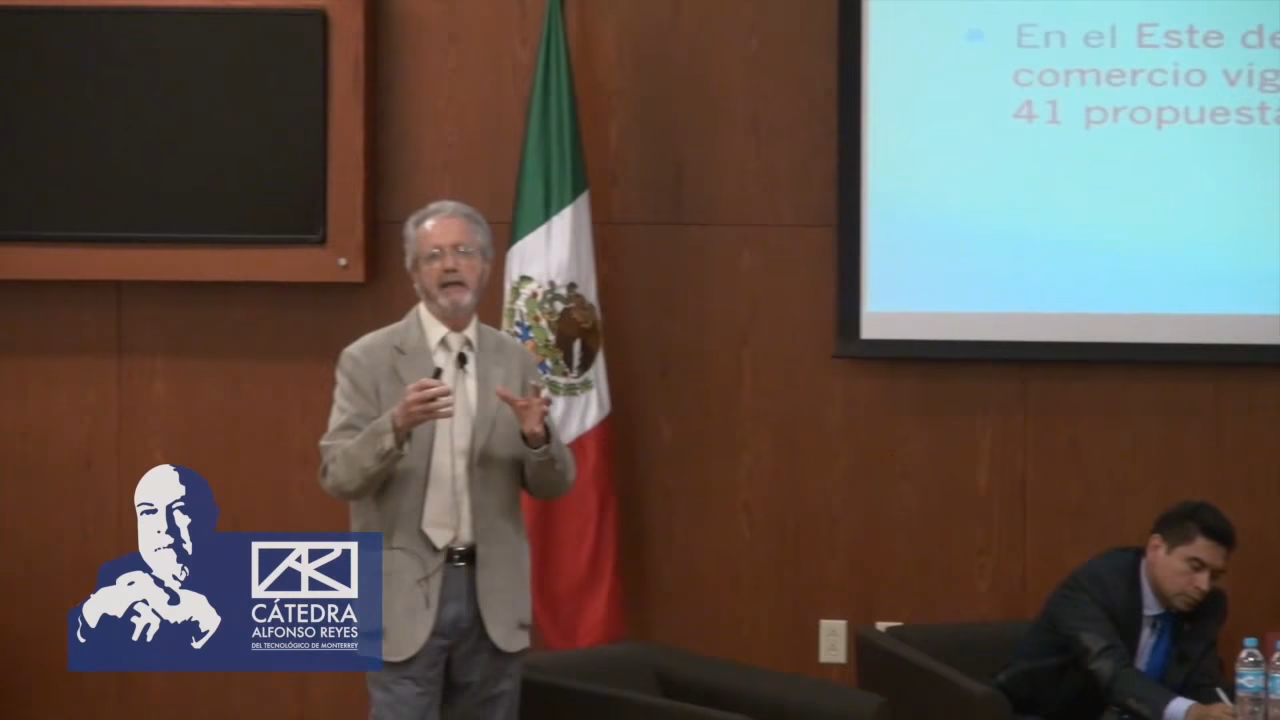 En el Este de
comercio vig
41 propuesta
CÁTEDRA
ALFONSO REYES
DEL TECNOLÓGICO DE MONTERREY